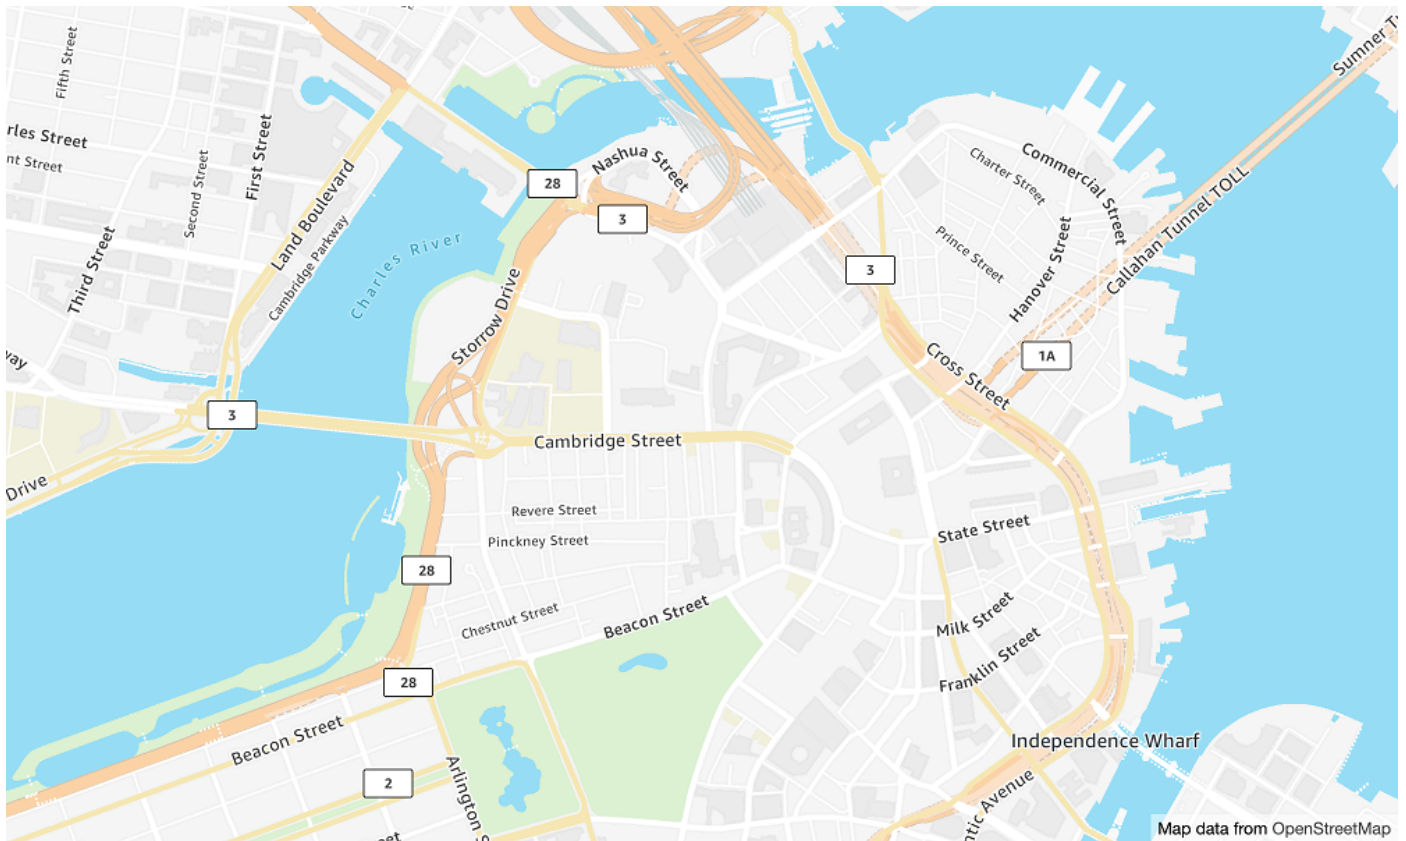 Fifth Street
rles Street
nt Street
First Street
Second Street
Third Street
Land Boulevard
Cambridge Parkway
Charles River
way
3
Drive
28
Nashua Street
3
Storrow Drive
Cambridge Street
Revere Street
Pinckney Street
28
Chestnut Street
Beacon Street
28
Beacon Street
2
Arlington S
3
Charter Street
Commercial Street
Prince Street
Hanover Street
Callahan Tunnel TOLL
Sumner T
1A
Cross Street
State Street
Milk Street
Franklin Street
Independence Wharf
ntic Avenue
Map data from OpenStreetMap